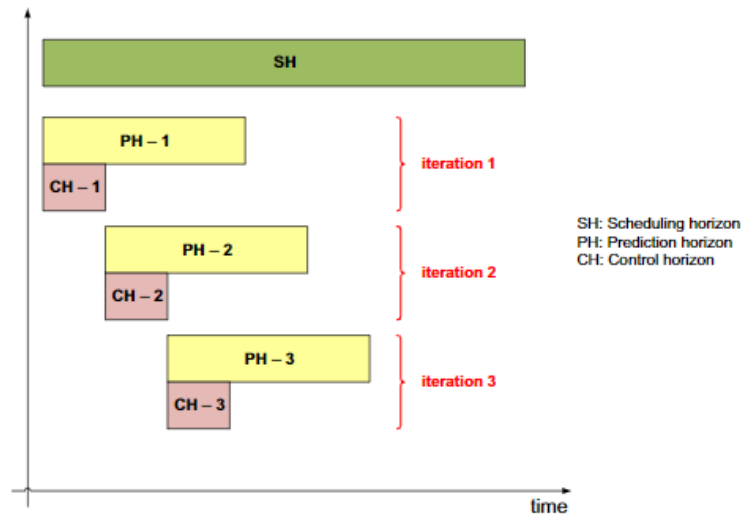 SH
PH – 1
CH – 1
iteration 1
PH – 2
CH – 2
iteration 2
PH – 3
CH – 3
iteration 3
SH: Scheduling horizon
PH: Prediction horizon
CH: Control horizon
time